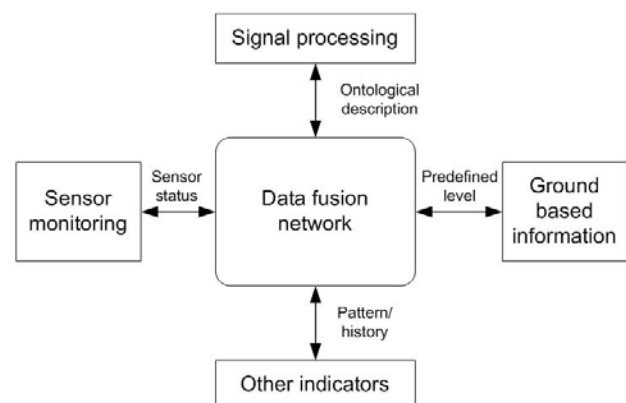 Signal processing
Ontological
description
Sensor
monitoring
Sensor
status
Data fusion
network
Predefined
level
Ground
based
information
Pattern/
history
Other indicators